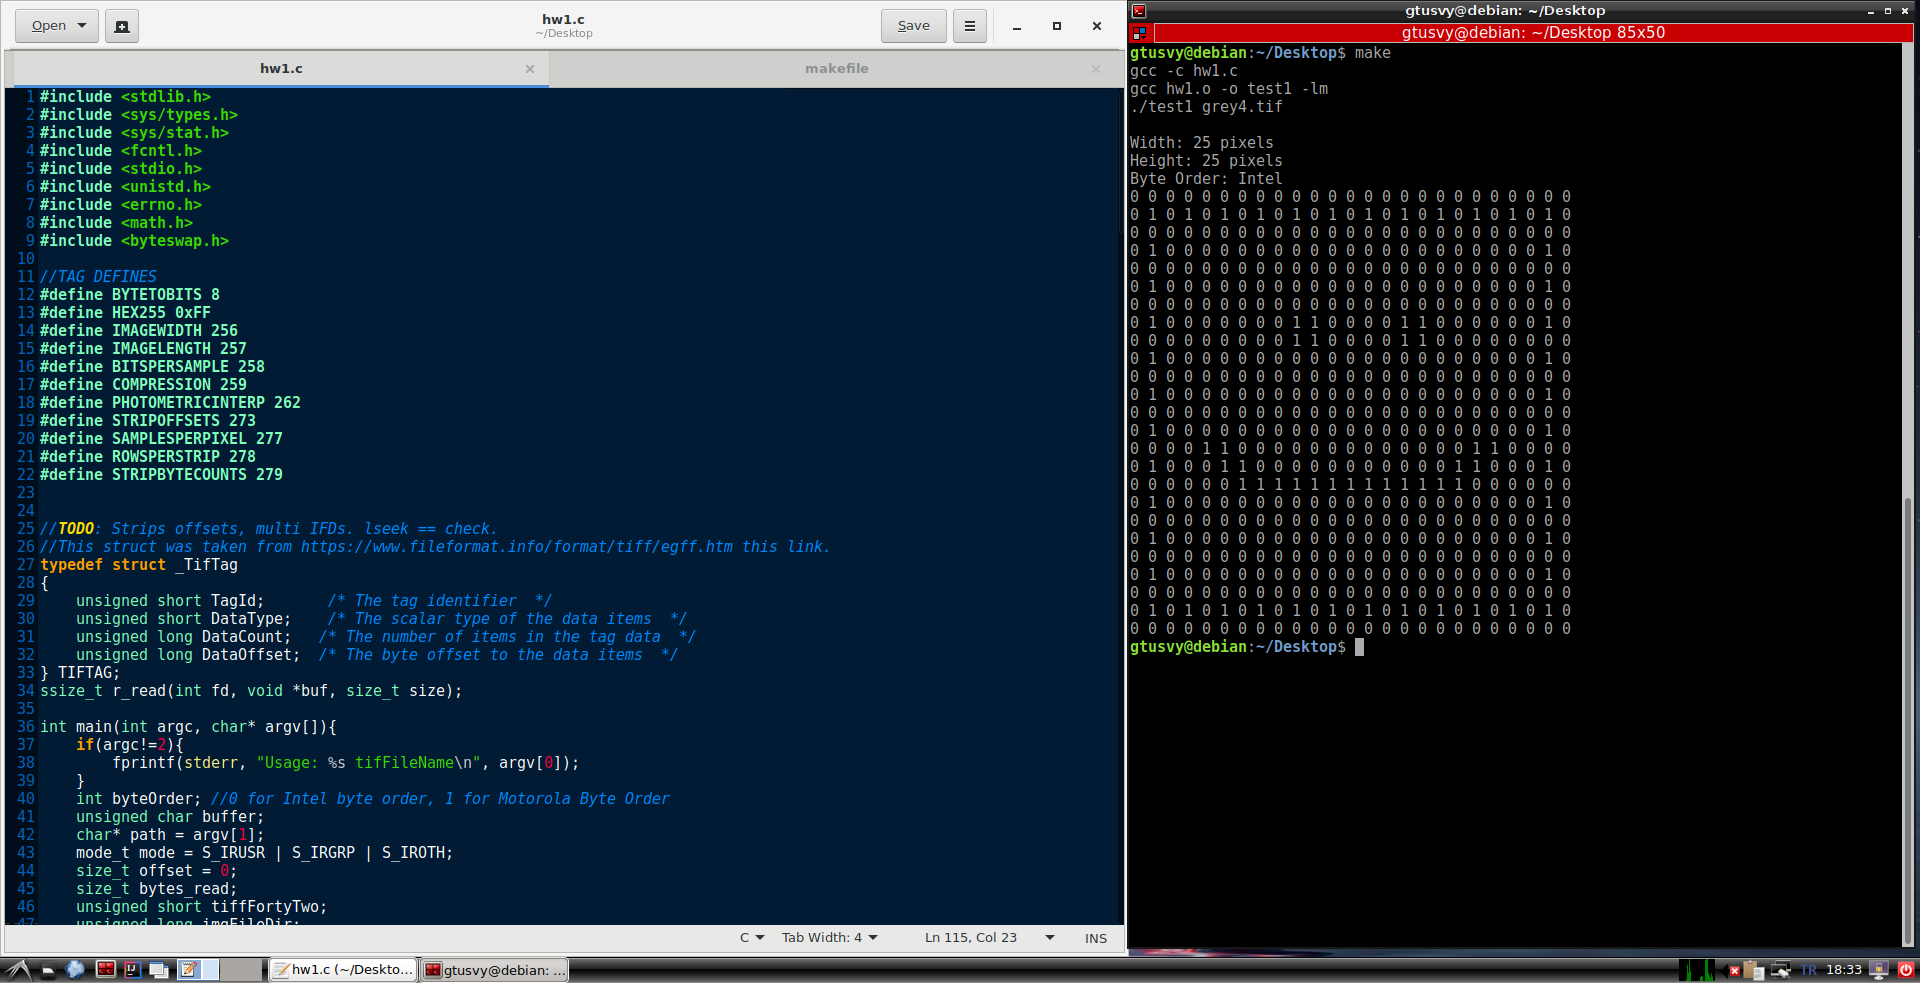 Open
hw1.c
~/Desktop
Save
hw1.c
makefile
1 #include <stdlib.h>
2 #include <sys/types.h>
3 #include <sys/stat.h>
4 #include <fcntl.h>
5 #include <stdio.h>
6 #include <unistd.h>
7 #include <errno.h>
8 #include <math.h>
9 #include <byteswap.h>
10
11 //TAG DEFINES
12 #define BYTETOBITS 8
13 #define HEX255 0xFF
14 #define IMAGEWIDTH 256
15 #define IMAGELENGTH 257
16 #define BITSPERSAMPLE 258
17 #define COMPRESSION 259
18 #define PHOTOMETRICINTERP 262
19 #define STRIPOFFSETS 273
20 #define SAMPLESPERPIXEL 277
21 #define ROWSPERSTRIP 278
22 #define STRIPBYTECOUNTS 279
23
24
25 //TODO: Strips offsets, multi IFDs. lseek == check.
26 //This struct was taken from https://www.fileformat.info/format/tiff/egff.htm this link.
27 typedef struct _TifTag
28 {
29     unsigned short TagId;       /* The tag identifier  */
30     unsigned short DataType;    /* The scalar type of the data items  */
31     unsigned long DataCount;   /* The number of items in the tag data  */
32     unsigned long DataOffset;  /* The byte offset to the data items  */
33 } TIFTAG;
34 ssize_t r_read(int fd, void *buf, size_t size);
35
36 int main(int argc, char* argv[]){
37     if(argc!=2){
38         fprintf(stderr, "Usage: %s tifFileName\n", argv[0]);
39     }
40     int byteOrder; //0 for Intel byte order, 1 for Motorola Byte Order
41     unsigned char buffer;
42     char* path = argv[1];
43     mode_t mode = S_IRUSR | S_IRGRP | S_IROTH;
44     size_t offset = 0;
45     size_t bytes_read;
46     unsigned short tiffFortyTwo;
47     unsigned long imgFileDir;
C
Tab Width: 4
Ln 115, Col 23
INS
gtusvy@debian: ~/Desktop
gtusvy@debian: ~/Desktop 85x50
gtusvy@debian:~/Desktop$ make
gcc -c hw1.c
gcc hw1.o -o test1 -lm
./test1 grey4.tif
Width: 25 pixels
Height: 25 pixels
Byte Order: Intel
0 0 0 0 0 0 0 0 0 0 0 0 0 0 0 0 0 0 0 0 0 0 0 0 0
0 1 0 1 0 1 0 1 0 1 0 1 0 1 0 1 0 1 0 1 0 1 0 1 0
0 0 0 0 0 0 0 0 0 0 0 0 0 0 0 0 0 0 0 0 0 0 0 0 0
0 1 0 0 0 0 0 0 0 0 0 0 0 0 0 0 0 0 0 0 0 0 0 1 0
0 0 0 0 0 0 0 0 0 0 0 0 0 0 0 0 0 0 0 0 0 0 0 0 0
0 1 0 0 0 0 0 0 0 0 0 0 0 0 0 0 0 0 0 0 0 0 0 1 0
0 0 0 0 0 0 0 0 0 0 0 0 0 0 0 0 0 0 0 0 0 0 0 0 0
0 1 0 0 0 0 0 0 0 1 1 0 0 0 0 1 1 0 0 0 0 0 0 1 0
0 0 0 0 0 0 0 0 0 1 1 0 0 0 0 1 1 0 0 0 0 0 0 0 0
0 1 0 0 0 0 0 0 0 0 0 0 0 0 0 0 0 0 0 0 0 0 0 1 0
0 0 0 0 0 0 0 0 0 0 0 0 0 0 0 0 0 0 0 0 0 0 0 0 0
0 1 0 0 0 0 0 0 0 0 0 0 0 0 0 0 0 0 0 0 0 0 0 1 0
0 0 0 0 0 0 0 0 0 0 0 0 0 0 0 0 0 0 0 0 0 0 0 0 0
0 1 0 0 0 0 0 0 0 0 0 0 0 0 0 0 0 0 0 0 0 0 0 1 0
0 0 0 0 1 1 0 0 0 0 0 0 0 0 0 0 0 0 0 1 1 0 0 0 0
0 1 0 0 0 1 1 0 0 0 0 0 0 0 0 0 0 0 1 1 0 0 0 1 0
0 0 0 0 0 0 1 1 1 1 1 1 1 1 1 1 1 1 1 0 0 0 0 0 0
0 1 0 0 0 0 0 0 0 0 0 0 0 0 0 0 0 0 0 0 0 0 0 1 0
0 0 0 0 0 0 0 0 0 0 0 0 0 0 0 0 0 0 0 0 0 0 0 0 0
0 1 0 0 0 0 0 0 0 0 0 0 0 0 0 0 0 0 0 0 0 0 0 1 0
0 0 0 0 0 0 0 0 0 0 0 0 0 0 0 0 0 0 0 0 0 0 0 0 0
0 1 0 0 0 0 0 0 0 0 0 0 0 0 0 0 0 0 0 0 0 0 0 1 0
0 0 0 0 0 0 0 0 0 0 0 0 0 0 0 0 0 0 0 0 0 0 0 0 0
0 1 0 1 0 1 0 1 0 1 0 1 0 1 0 1 0 1 0 1 0 1 0 1 0
0 0 0 0 0 0 0 0 0 0 0 0 0 0 0 0 0 0 0 0 0 0 0 0 0
gtusvy@debian:~/Desktop$
hw1.c (~/Deskto...
gtusvy@debian: ...
TR
18:33